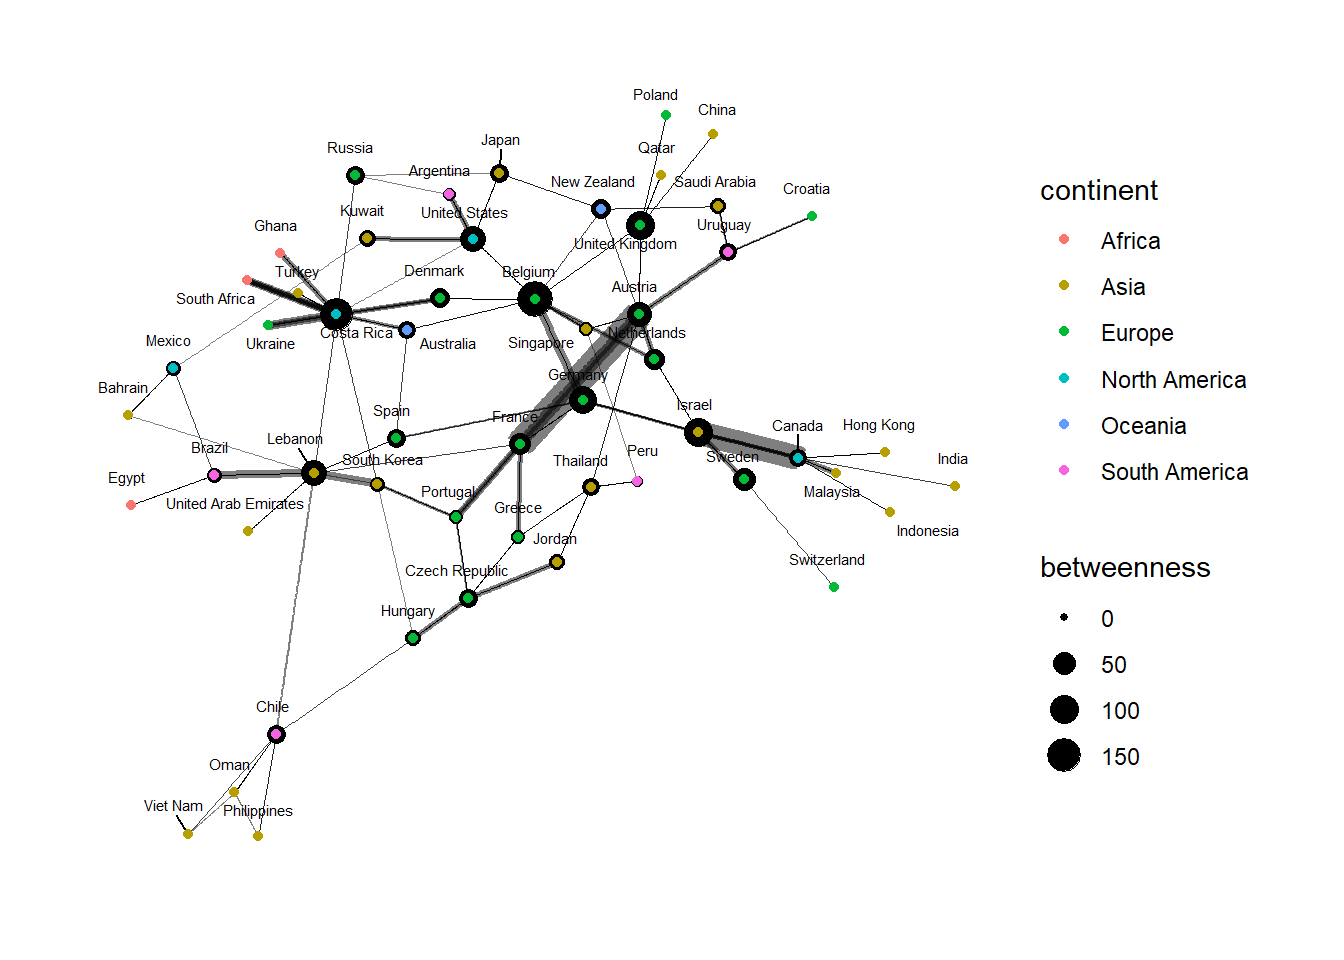 Poland
China
Japan
Russia
Qatar
Argentina
New Zealand
Saudi Arabia
Croatia
Kuwait
United States
Ghana
Uruguay
United Kingdom
Turkey
Denmark
Belgium
Austria
South Africa
Costa Rica
Netherlands
Mexico
Ukraine
Australia
Singapore
Bahrain
Germany
Spain
France
Israel
Canada
Hong Kong
Lebanon
Brazil
South Korea
Thailand
Peru
Sweden
India
Egypt
United Arab Emirates
Portugal
Greece
Malaysia
Indonesia
Jordan
Switzerland
Czech Republic
Hungary
Chile
Oman
Viet Nam
Philippines
continent
Africa
Asia
Europe
North America
Oceania
South America
betweenness
0
50
100
150